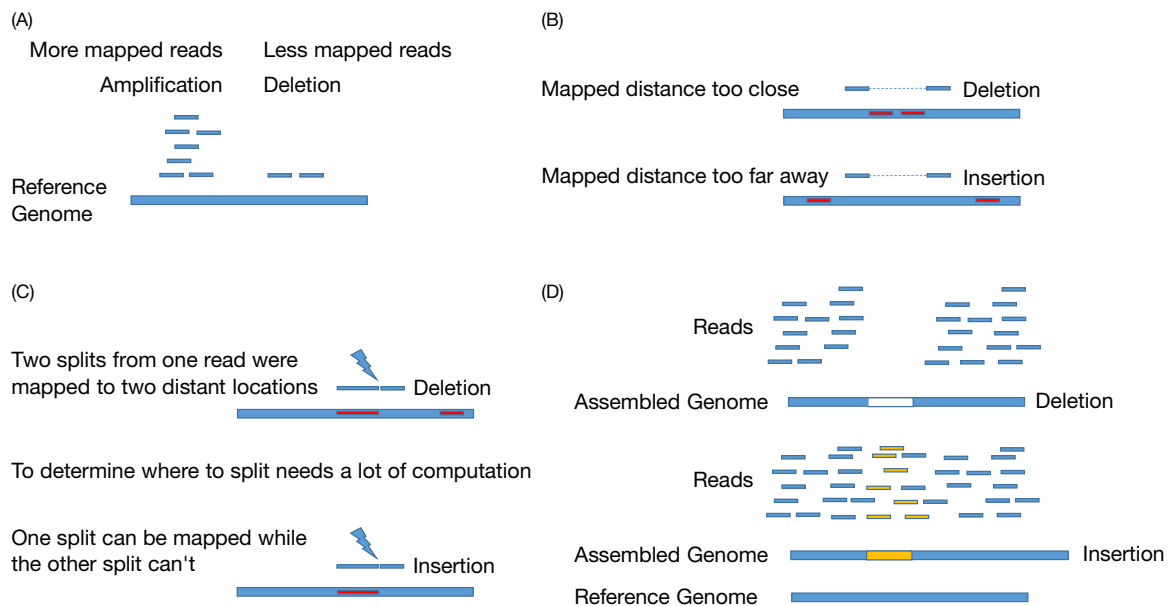 (A)
More mapped reads
Less mapped reads
Amplification
Deletion
Reference
Genome
(B)
Mapped distance too close
Deletion
Mapped distance too far away
Insertion
(C)
Two splits from one read were
mapped to two distant locations
Deletion
To determine where to split needs a lot of computation
One split can be mapped while
the other split can't
Insertion
(D)
Reads
Assembled Genome
Deletion
Reads
Assembled Genome
Insertion
Reference Genome